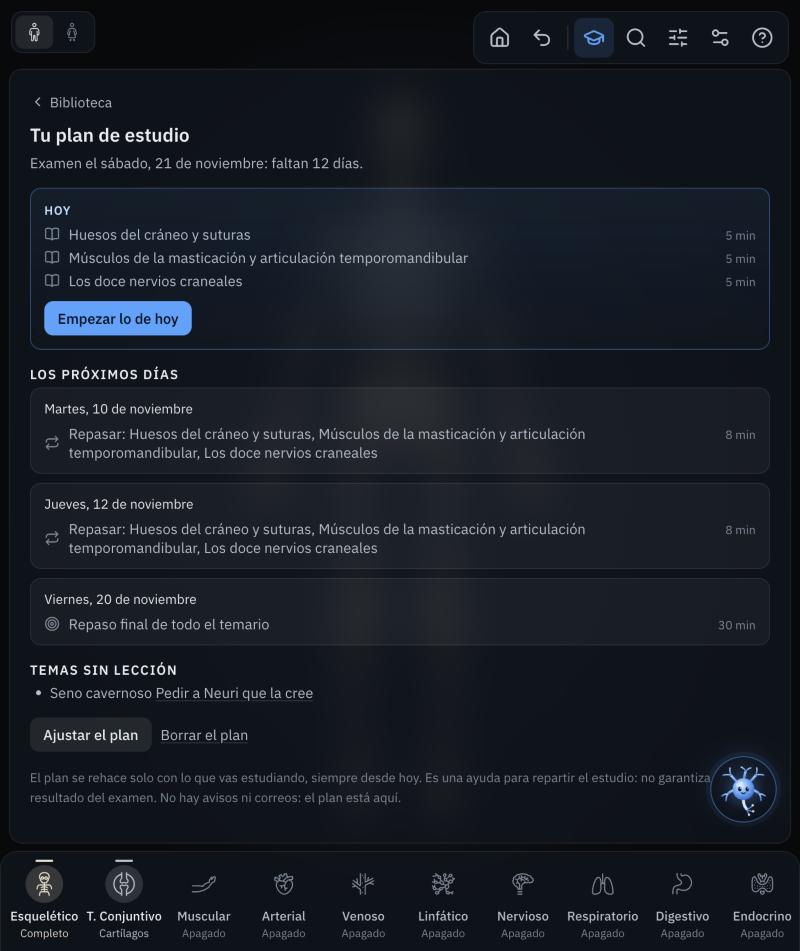 Biblioteca
Tu plan de estudio
Examen el sábado, 21 de noviembre: faltan 12 días.
HOY
Huesos del cráneo y suturas 5 min
Músculos de la masticación y articulación temporomandibular 5 min
Los doce nervios craneales 5 min
Empezar lo de hoy
LOS PRÓXIMOS DÍAS
Martes, 10 de noviembre
Repasar: Huesos del cráneo y suturas, Músculos de la masticación y articulación 8 min
temporomandibular, Los doce nervios craneales
Jueves, 12 de noviembre
Repasar: Huesos del cráneo y suturas, Músculos de la masticación y articulación 8 min
temporomandibular, Los doce nervios craneales
Viernes, 20 de noviembre
Repaso final de todo el temario 30 min
TEMAS SIN LECCIÓN
• Seno cavernoso Pedir a Neuri que la cree
Ajustar el plan Borrar el plan
El plan se rehace solo con lo que vas estudiando, siempre desde hoy. Es una ayuda para repartir el estudio: no garantiza
resultado del examen. No hay avisos ni correos: el plan está aquí.
Esquelético T. Conjuntivo Muscular Arterial Venoso Linfático Nervioso Respiratorio Digestivo Endocrino
Completo Cartílagos Apagado Apagado Apagado Apagado Apagado Apagado Apagado Apagado